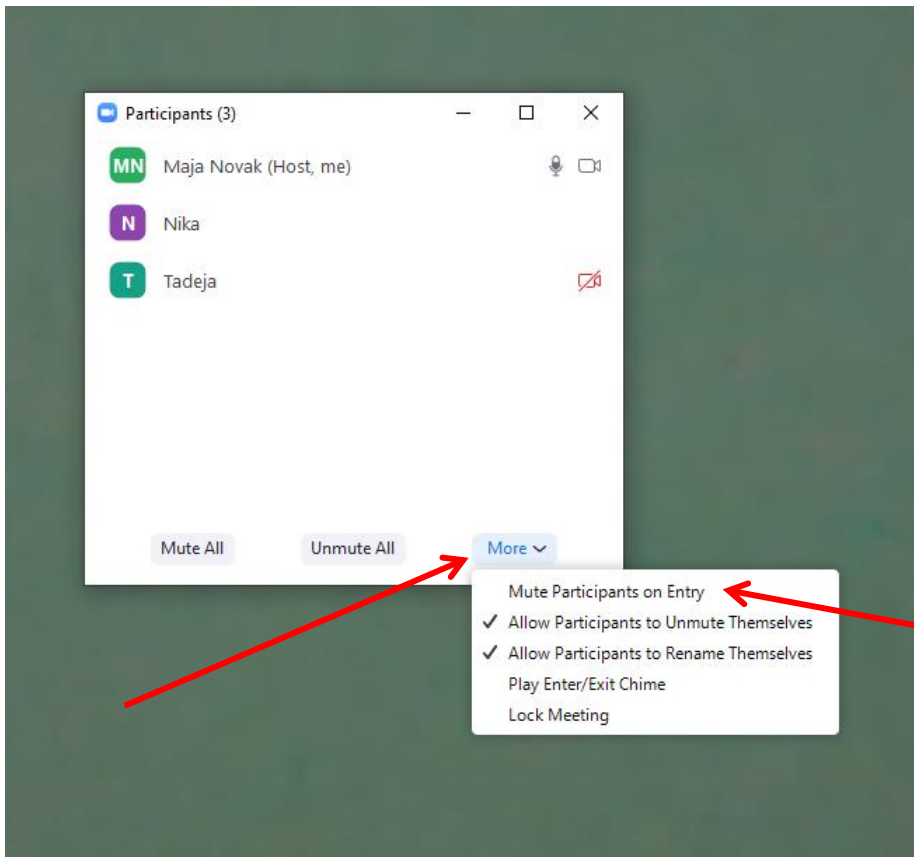 Participants (3)
MN Maja Novak (Host, me)
N Nika
T Tadeja
Mute All Unmute All More
Mute Participants on Entry
✓ Allow Participants to Unmute Themselves
✓ Allow Participants to Rename Themselves
Play Enter/Exit Chime
Lock Meeting